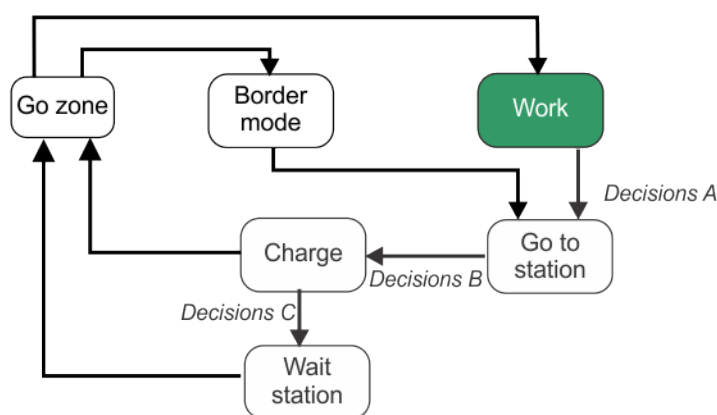 Go zone
Border
mode
Work
Decisions A
Charge
Go to
station
Decisions B
Decisions C
Wait
station